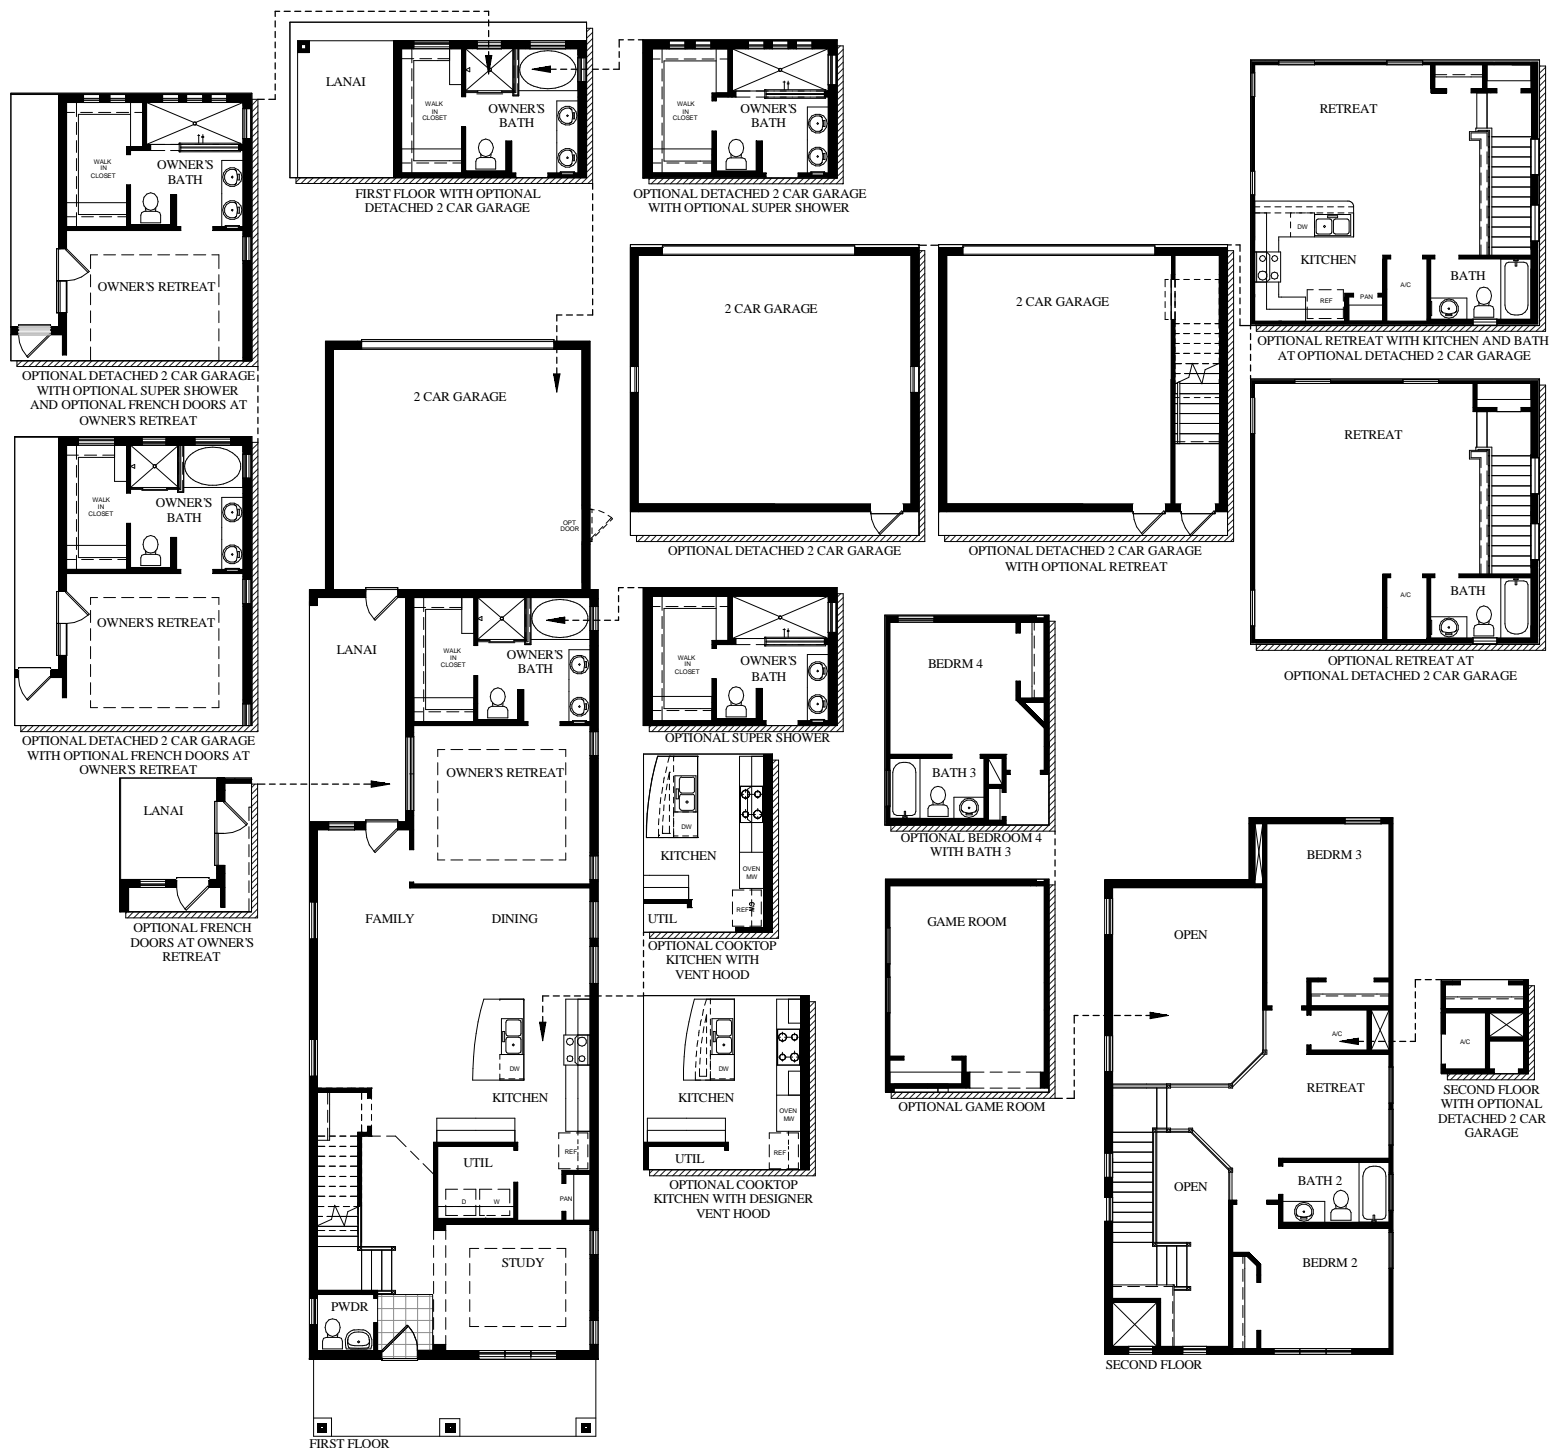 LANAI
WALK
IN
CLOSET
OWNER'S
BATH
FIRST FLOOR WITH OPTIONAL
DETACHED 2 CAR GARAGE
WALK
IN
CLOSET
OWNER'S
BATH
OPTIONAL DETACHED 2 CAR GARAGE
WITH OPTIONAL SUPER SHOWER
WALK
IN
CLOSET
OWNER'S
BATH
OWNER'S RETREAT
OPTIONAL DETACHED 2 CAR GARAGE
WITH OPTIONAL SUPER SHOWER
AND OPTIONAL FRENCH DOORS AT
OWNER'S RETREAT
RETREAT
DW
KITCHEN
REF
PAN
A/C
BATH
OPTIONAL RETREAT WITH KITCHEN AND BATH
AT OPTIONAL DETACHED 2 CAR GARAGE
2 CAR GARAGE
OPT
DOOR
2 CAR GARAGE
OPTIONAL DETACHED 2 CAR GARAGE
2 CAR GARAGE
OPTIONAL DETACHED 2 CAR GARAGE
WITH OPTIONAL RETREAT
RETREAT
A/C
BATH
OPTIONAL RETREAT AT
OPTIONAL DETACHED 2 CAR GARAGE
WALK
IN
CLOSET
OWNER'S
BATH
OWNER'S RETREAT
OPTIONAL DETACHED 2 CAR GARAGE
WITH OPTIONAL FRENCH DOORS AT
OWNER'S RETREAT
LANAI
OPTIONAL FRENCH
DOORS AT OWNER'S
RETREAT
LANAI
WALK
IN
CLOSET
OWNER'S
BATH
OWNER'S RETREAT
FAMILY
DINING
DW
KITCHEN
REF
UTIL
D
W
PAN
STUDY
PWDR
FIRST FLOOR
WALK
IN
CLOSET
OWNER'S
BATH
OPTIONAL SUPER SHOWER
DW
KITCHEN
OVEN
MW
REF
UTIL
OPTIONAL COOKTOP
KITCHEN WITH
VENT HOOD
DW
KITCHEN
OVEN
MW
UTIL
REF
OPTIONAL COOKTOP
KITCHEN WITH DESIGNER
VENT HOOD
BEDRM 4
BATH 3
OPTIONAL BEDROOM 4
WITH BATH 3
GAME ROOM
OPTIONAL GAME ROOM
BEDRM 3
OPEN
A/C
RETREAT
BATH 2
OPEN
BEDRM 2
SECOND FLOOR
A/C
SECOND FLOOR
WITH OPTIONAL
DETACHED 2 CAR
GARAGE